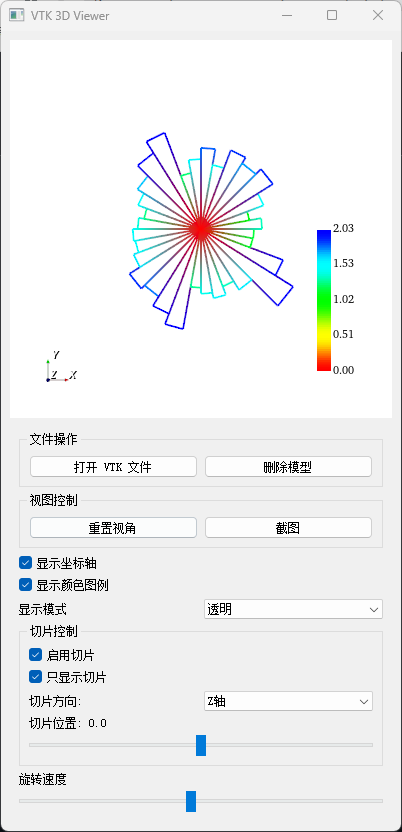 VTK 3D Viewer
2.03
1.53
1.02
0.51
0.00
Y
Z X
文件操作
打开 VTK 文件 删除模型
视图控制
重置视角 截图
显示坐标轴
显示颜色图例
显示模式 透明
切片控制
启用切片
只显示切片
切片方向: Z轴
切片位置: 0.0
旋转速度